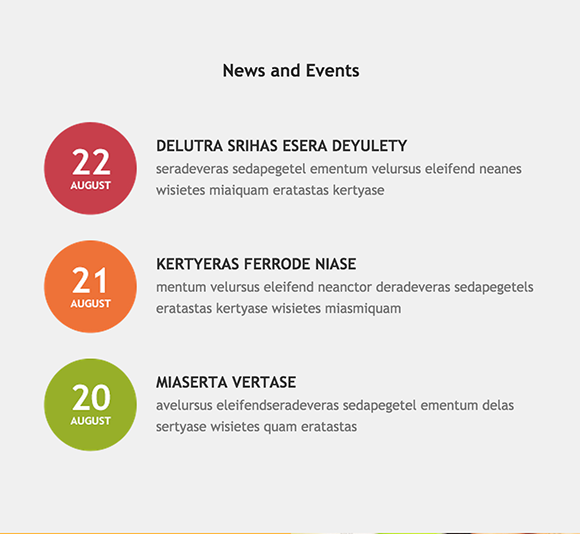 News and Events
22
AUGUST
DELUTRA SRIHAS ESERA DEYULETY
seradeveras sedapegetel ementum velursus eleifend neanes
wisietes miaiquam eratastas kertyase
21
AUGUST
KERTYERAS FERRODE NIASE
mentum velursus eleifend neanctor deradeveras sedapegetels
eratastas kertyase wisietes miasmiquam
20
AUGUST
MIASERTA VERTASE
avelursus eleifendseradeveras sedapegetel ementum delas
sertyase wisietes quam eratastas